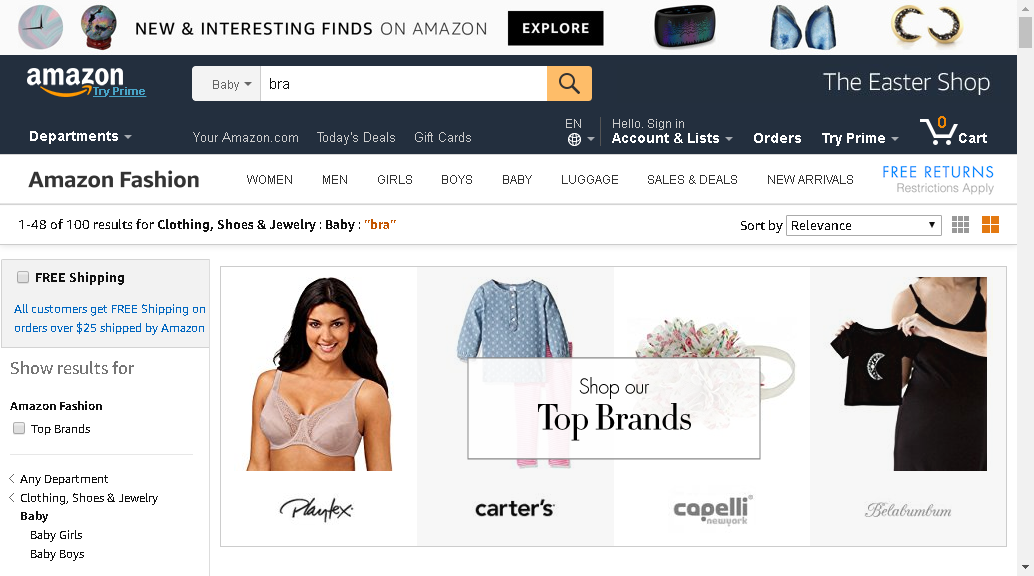 NEW & INTERESTING FINDS ON AMAZON EXPLORE
amazon
Try Prime
Baby
bra
The Easter Shop
Departments
Your Amazon.com Today's Deals Gift Cards
EN
Hello. Sign in
Account & Lists
Orders
Try Prime
0
Cart
Amazon Fashion
WOMEN MEN GIRLS BOYS BABY LUGGAGE SALES & DEALS NEW ARRIVALS
FREE RETURNS
Restrictions Apply
1-48 of 100 results for Clothing, Shoes & Jewelry : Baby : "bra"
Sort by Relevance
FREE Shipping
All customers get FREE Shipping on
orders over $25 shipped by Amazon
Show results for
Amazon Fashion
Top Brands
Any Department
Clothing, Shoes & Jewelry
Baby
Baby Girls
Baby Boys
Shop our
Top Brands
Playtex
carter's
capelli
newyork
Belabumbum